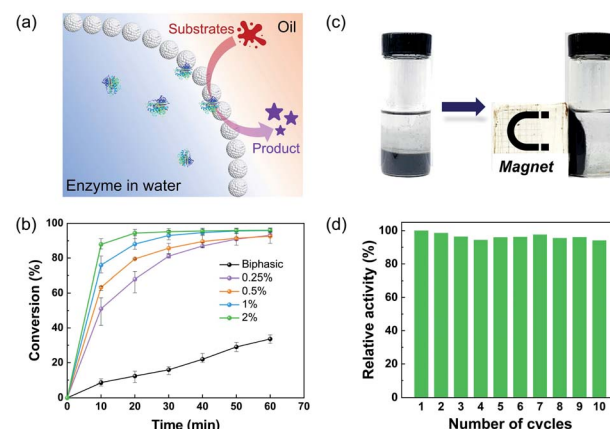 (a)
Substrates
Oil
Product
Enzyme in water
(c)
Magnet
(b)
100
80
60
40
20
0
Conversion (%)
Biphasic
0.25%
0.5%
1%
2%
0 10 20 30 40 50 60 70
Time (min)
(d)
100
80
60
40
20
0
Relative activity (%)
1 2 3 4 5 6 7 8 9 10
Number of cycles